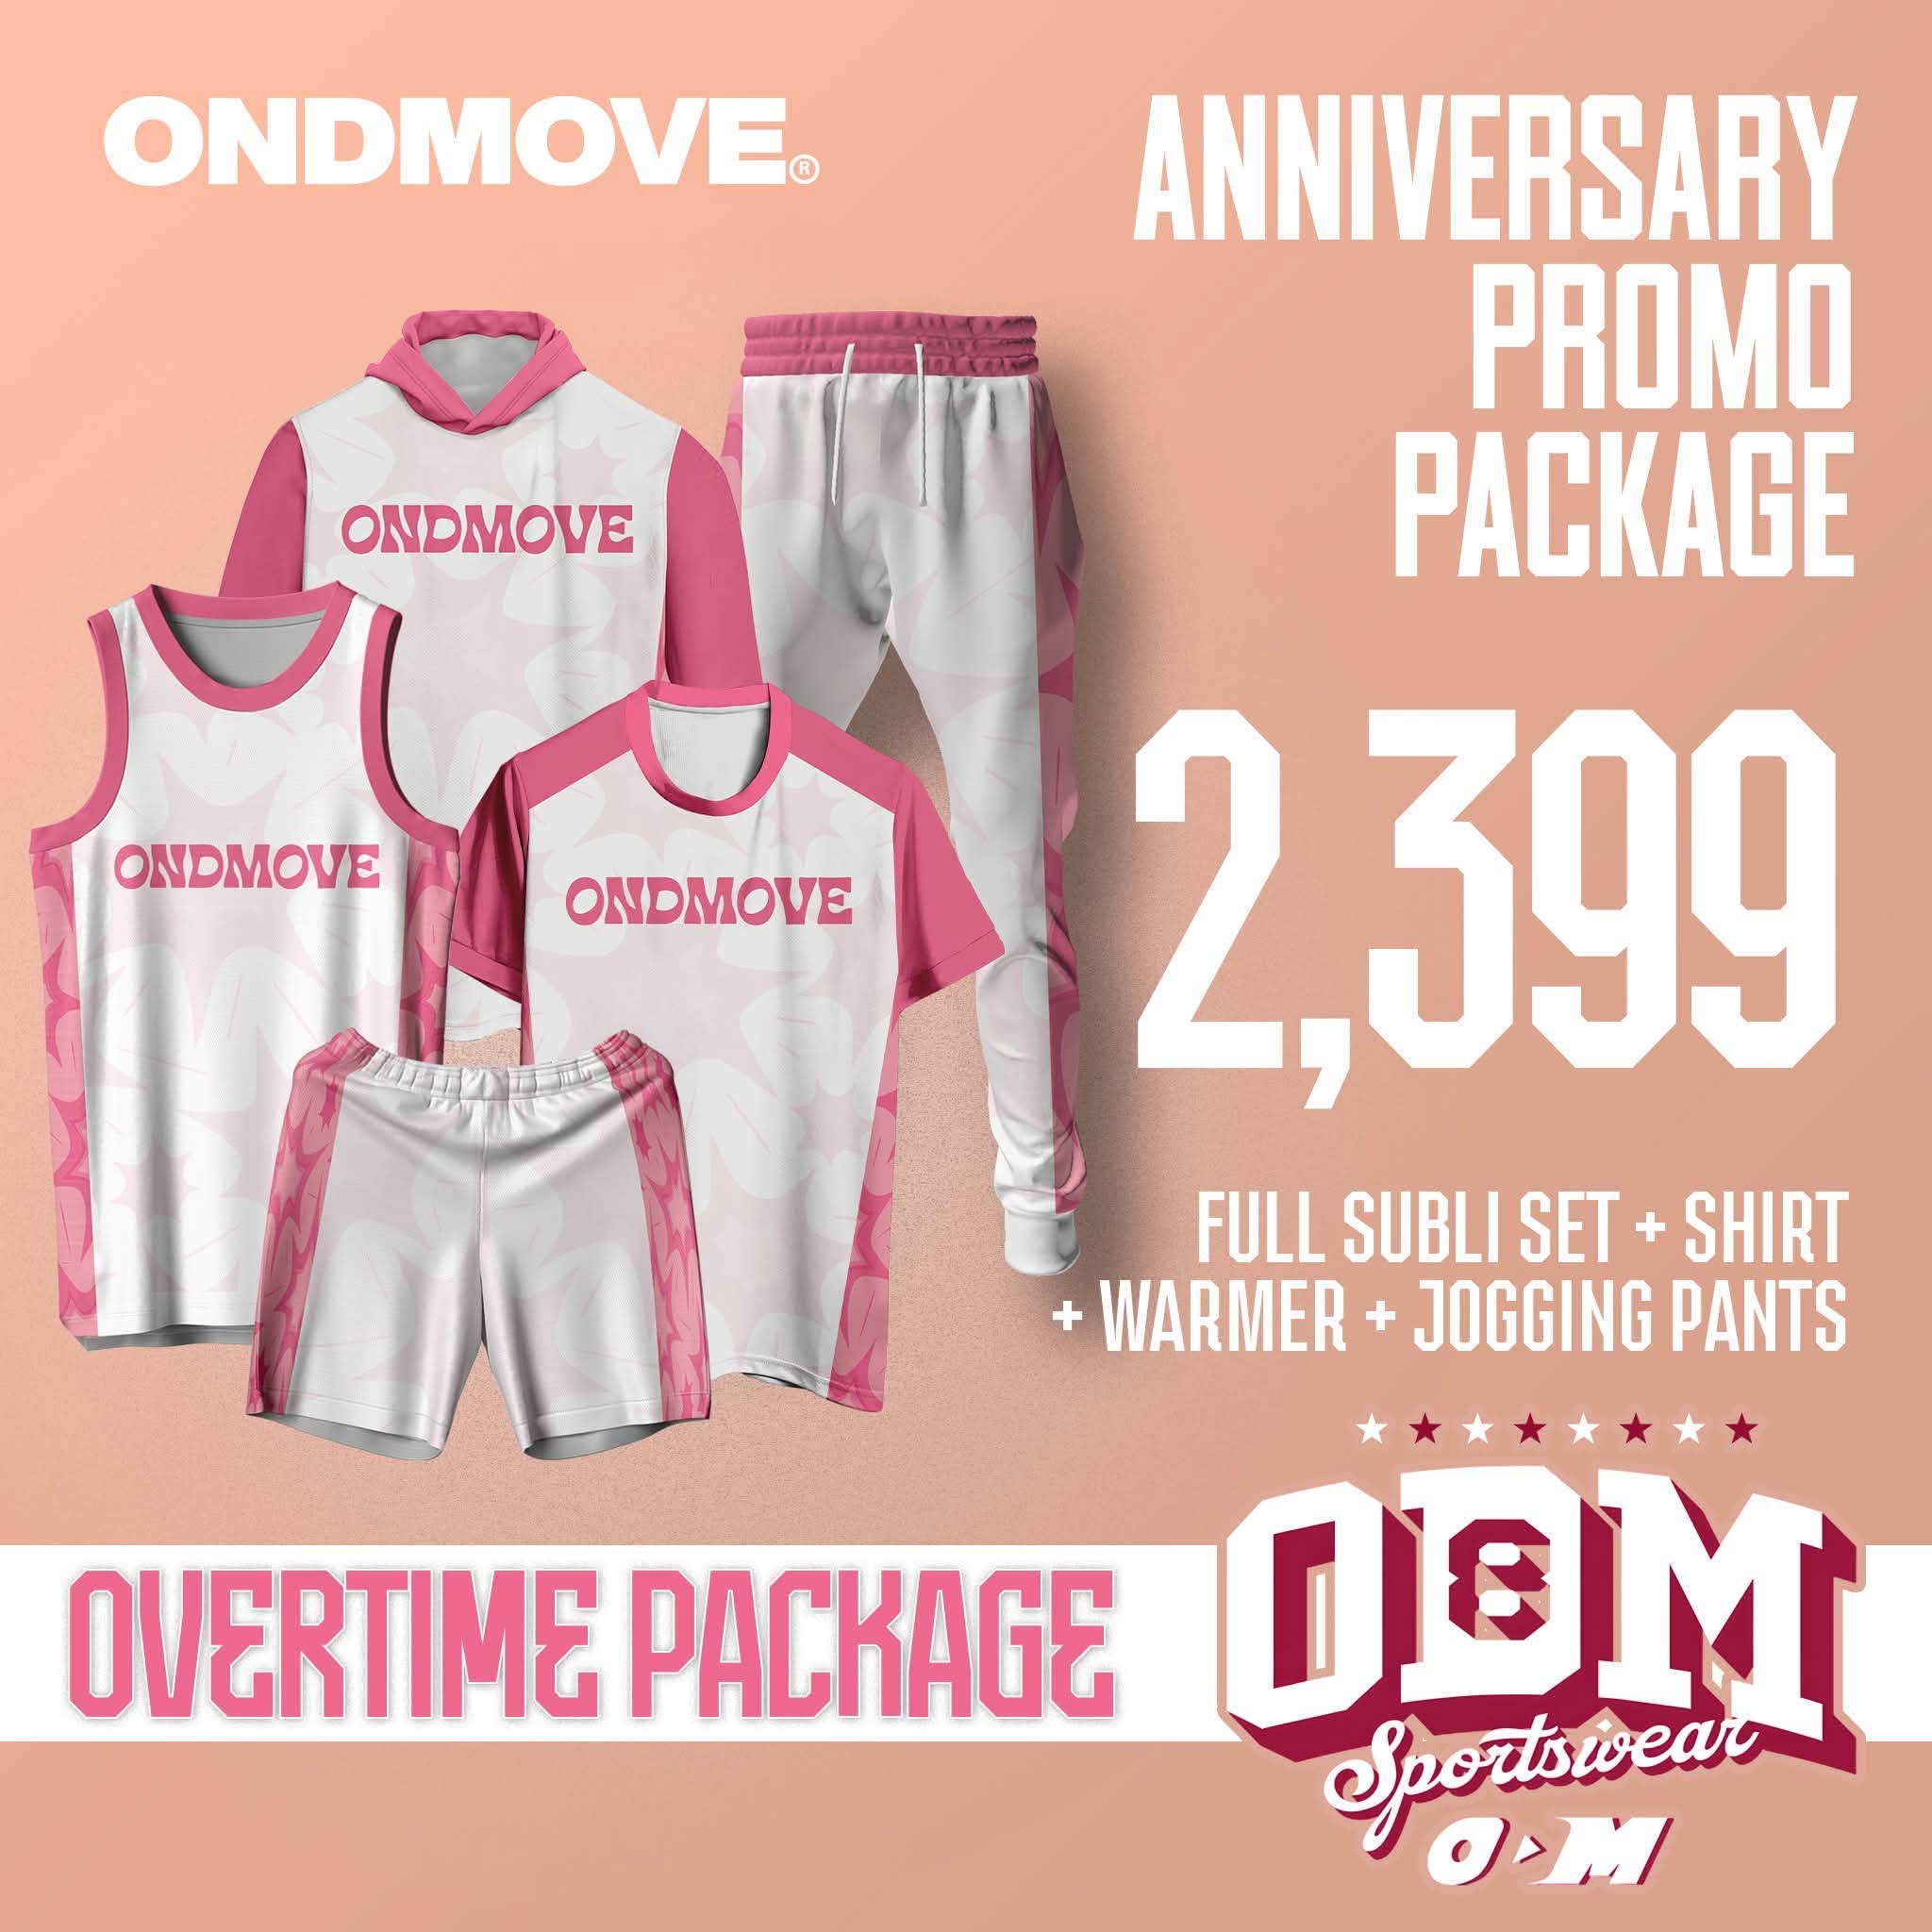 ONDMOVE®
ANNIVERSARY
PROMO
PACKAGE
ONDMOVE
ONDMOVE
ONDMOVE
2,399
FULL SUBLI SET + SHIRT
+ WARMER + JOGGING PANTS
OVERTIME PACKAGE
ODM
8
Sportswear
O M